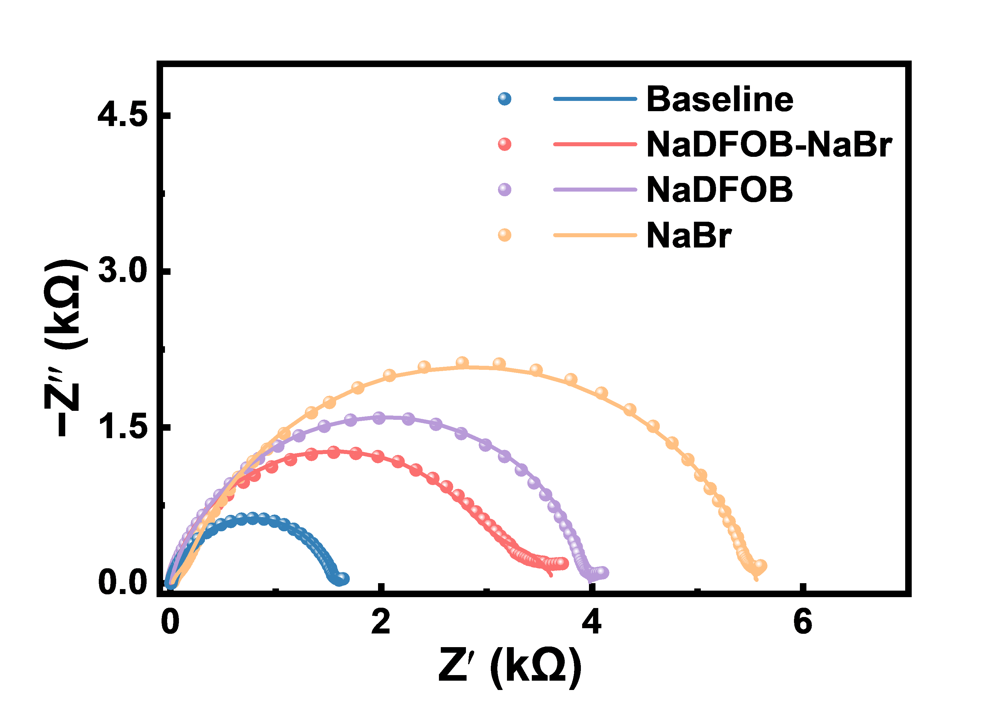 Baseline
NaDFOB-NaBr
NaDFOB
NaBr
4.5
3.0
1.5
0.0
−Z″ (kΩ)
0 2 4 6
Z′ (kΩ)